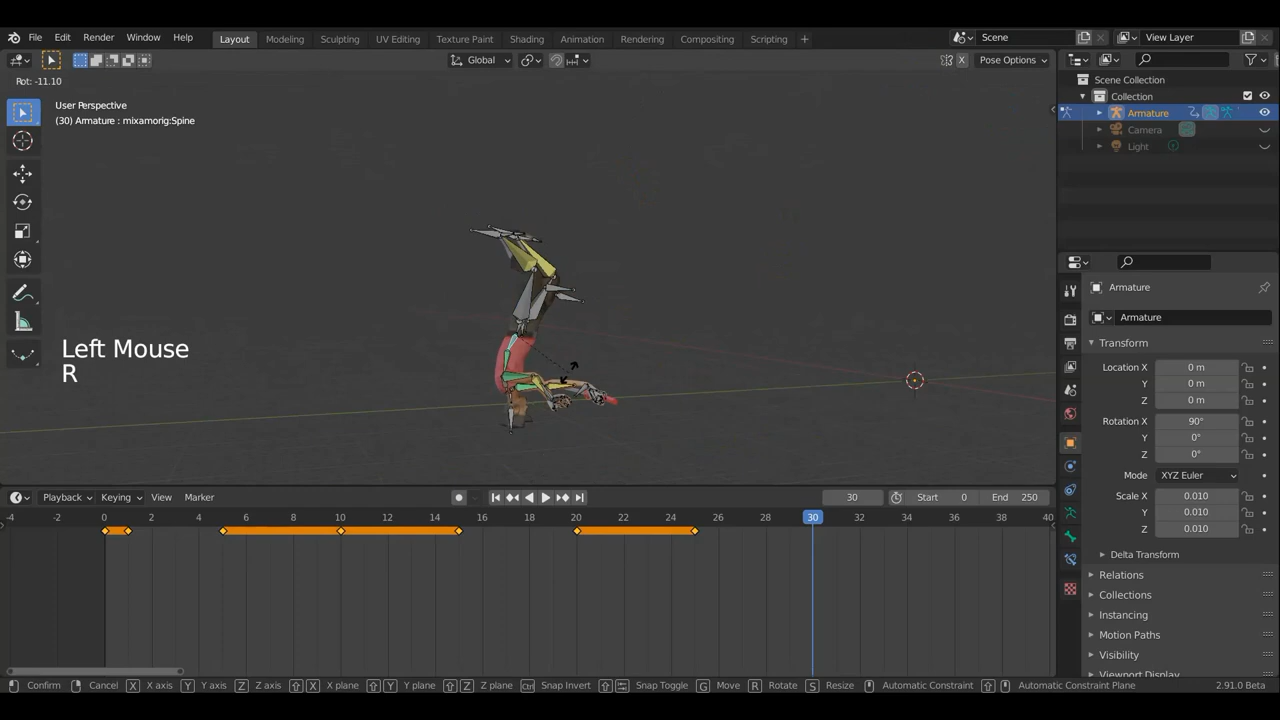 File Edit Render Window Help Layout Modeling Sculpting UV Editing Texture Paint Shading Animation Rendering Compositing Scripting + Scene View Layer
Global X Pose Options
Rot: -11.10
Scene Collection
User Perspective
Collection
(30) Armature : mixamorig:Spine
Armature
Camera
Light
Armature
Armature
Transform
Left Mouse
R
Location X 0 m
Y 0 m
Z 0 m
Rotation X 90°
Y 0°
Z 0°
Mode XYZ Euler
Playback Keying View Marker 30 Start 0 End 250
Scale X 0.010
Y 0.010
Z 0.010
-4 -2 0 2 4 6 8 10 12 14 16 18 20 22 24 26 28 30 32 34 36 38 40
Delta Transform
Relations
Collections
Instancing
Motion Paths
Visibility
Viewport Display
Confirm Cancel X X axis Y Y axis Z Z axis X X plane Y Y plane Z Z plane Ctrl Snap Invert Snap Toggle G Move R Rotate S Resize Automatic Constraint Automatic Constraint Plane 2.91.0 Beta